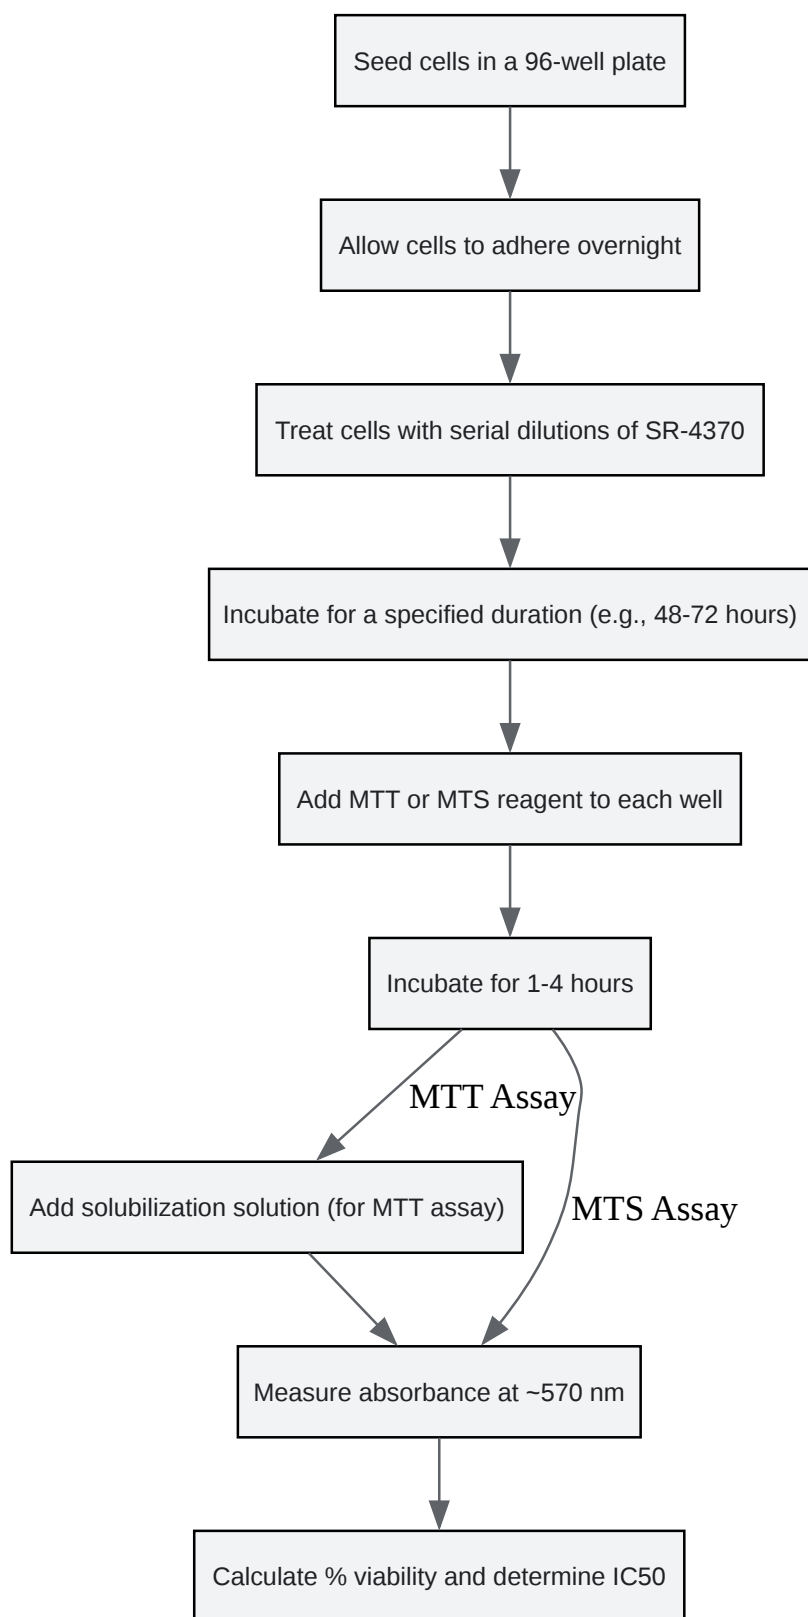 Seed cells in a 96-well plate
Allow cells to adhere overnight
Treat cells with serial dilutions of SR-4370
Incubate for a specified duration (e.g., 48-72 hours)
Add MTT or MTS reagent to each well
Incubate for 1-4 hours
MTT Assay
Add solubilization solution (for MTT assay)
MTS Assay
Measure absorbance at ~570 nm
Calculate % viability and determine IC50